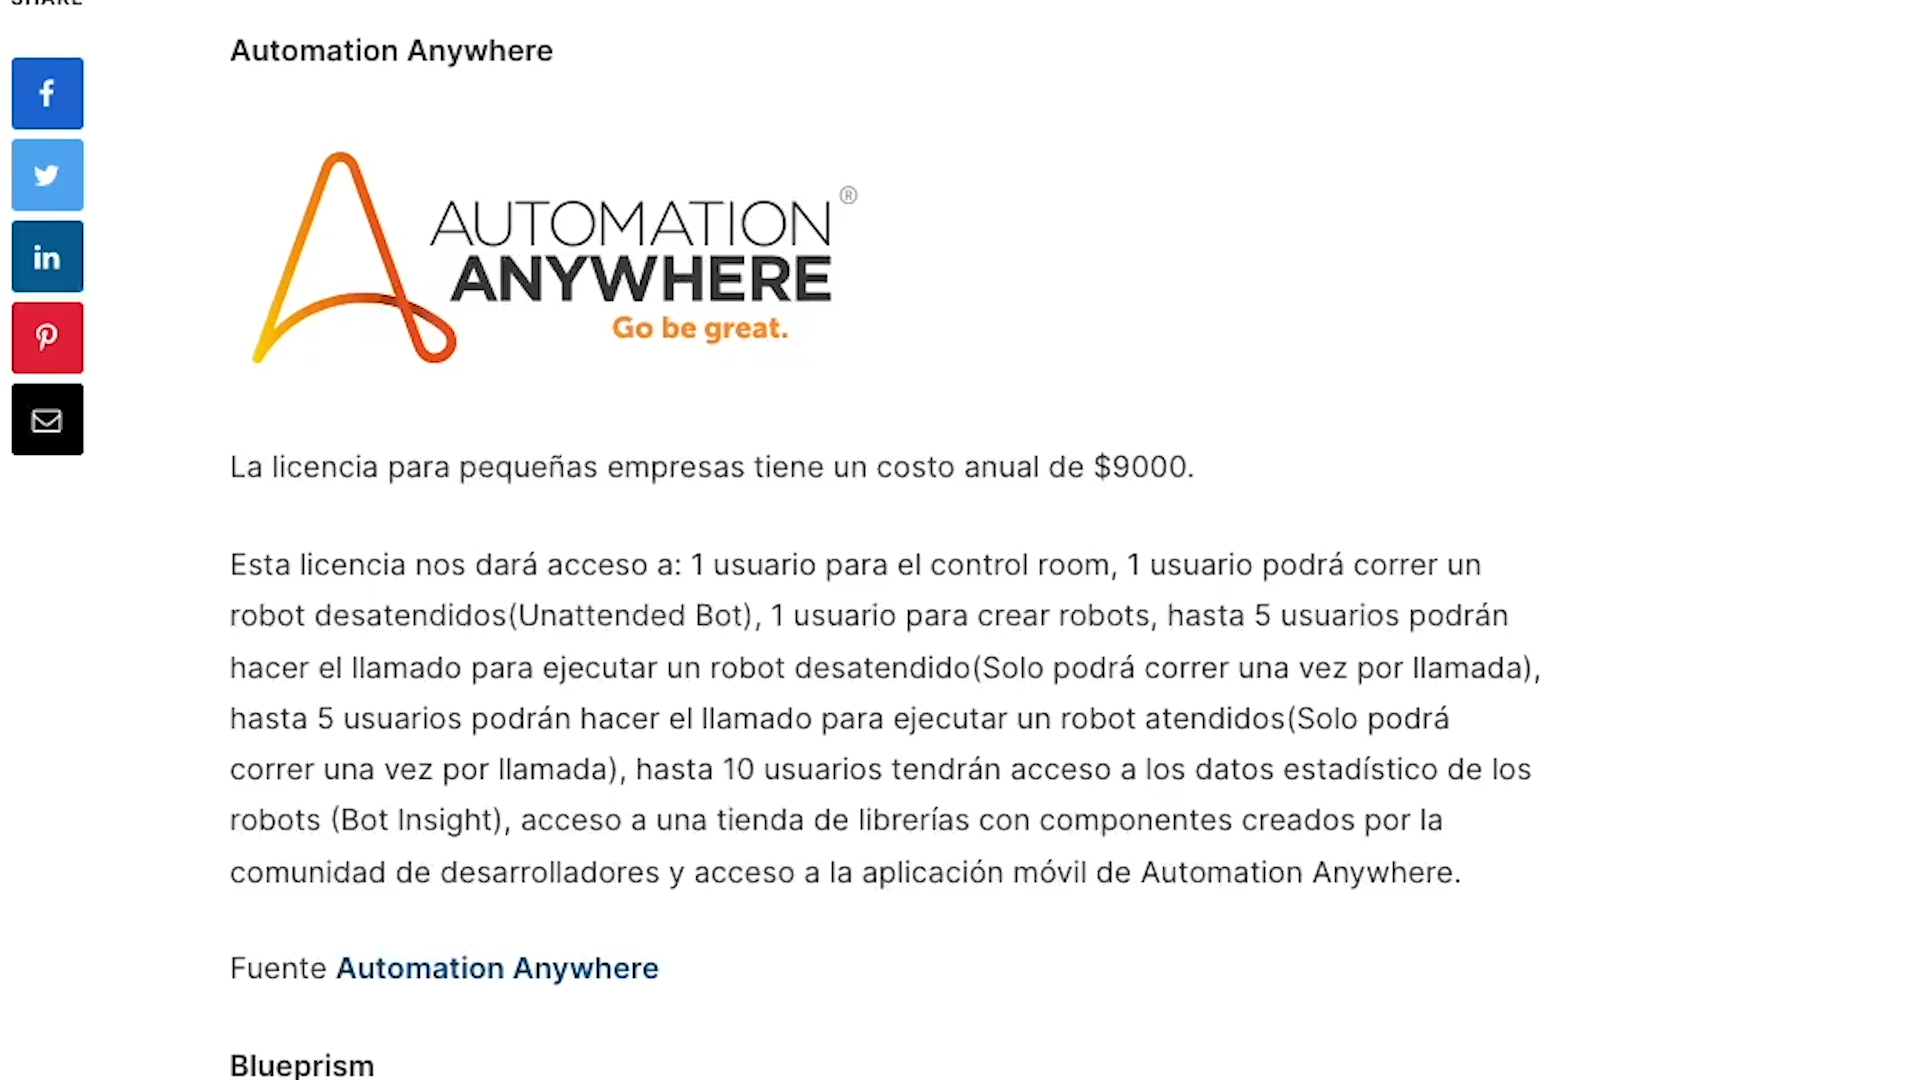 SHARE
Automation Anywhere
AUTOMATION ®
ANYWHERE
Go be great.
La licencia para pequeñas empresas tiene un costo anual de $9000.
Esta licencia nos dará acceso a: 1 usuario para el control room, 1 usuario podrá correr un
robot desatendidos(Unattended Bot), 1 usuario para crear robots, hasta 5 usuarios podrán
hacer el llamado para ejecutar un robot desatendido(Solo podrá correr una vez por llamada),
hasta 5 usuarios podrán hacer el llamado para ejecutar un robot atendidos(Solo podrá
correr una vez por llamada), hasta 10 usuarios tendrán acceso a los datos estadístico de los
robots (Bot Insight), acceso a una tienda de librerías con componentes creados por la
comunidad de desarrolladores y acceso a la aplicación móvil de Automation Anywhere.
Fuente Automation Anywhere
Blueprism